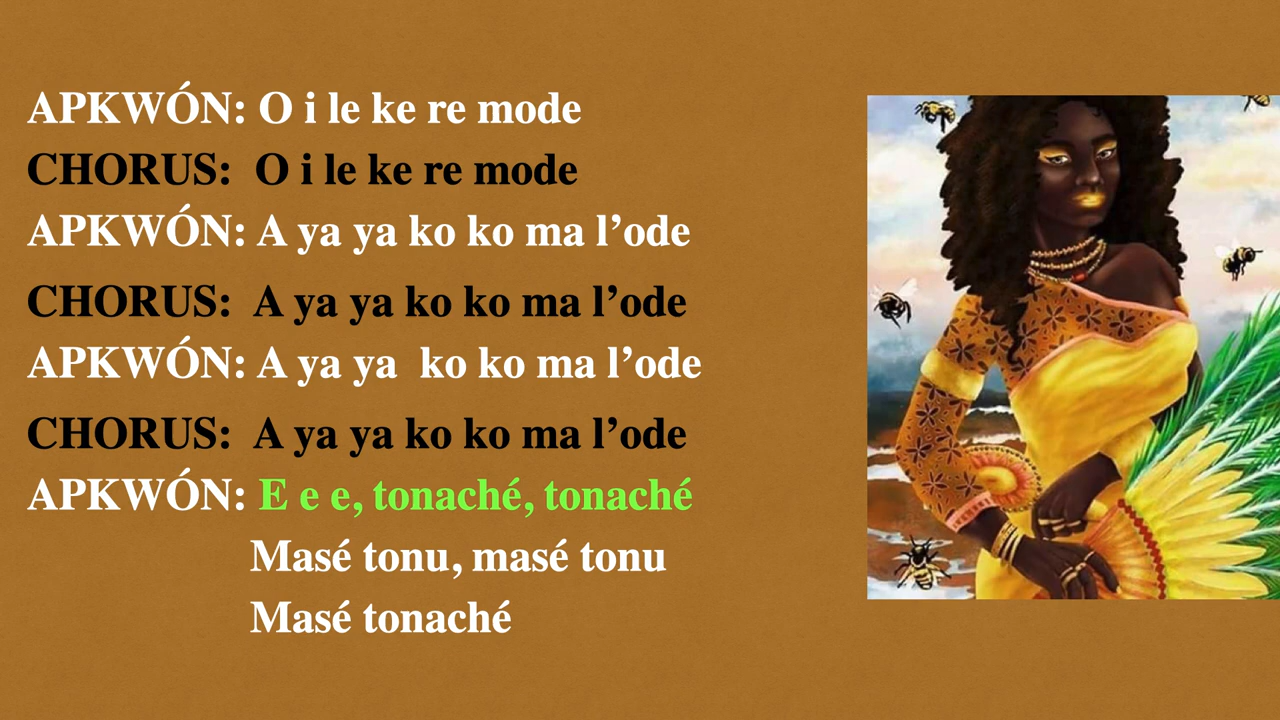 APKWÓN: O i le ke re mode
CHORUS: O i le ke re mode
APKWÓN: A ya ya ko ko ma l’ode
CHORUS: A ya ya ko ko ma l’ode
APKWÓN: A ya ya ko ko ma l’ode
CHORUS: A ya ya ko ko ma l’ode
APKWÓN: E e e, tonaché, tonaché
Masé tonu, masé tonu
Masé tonaché